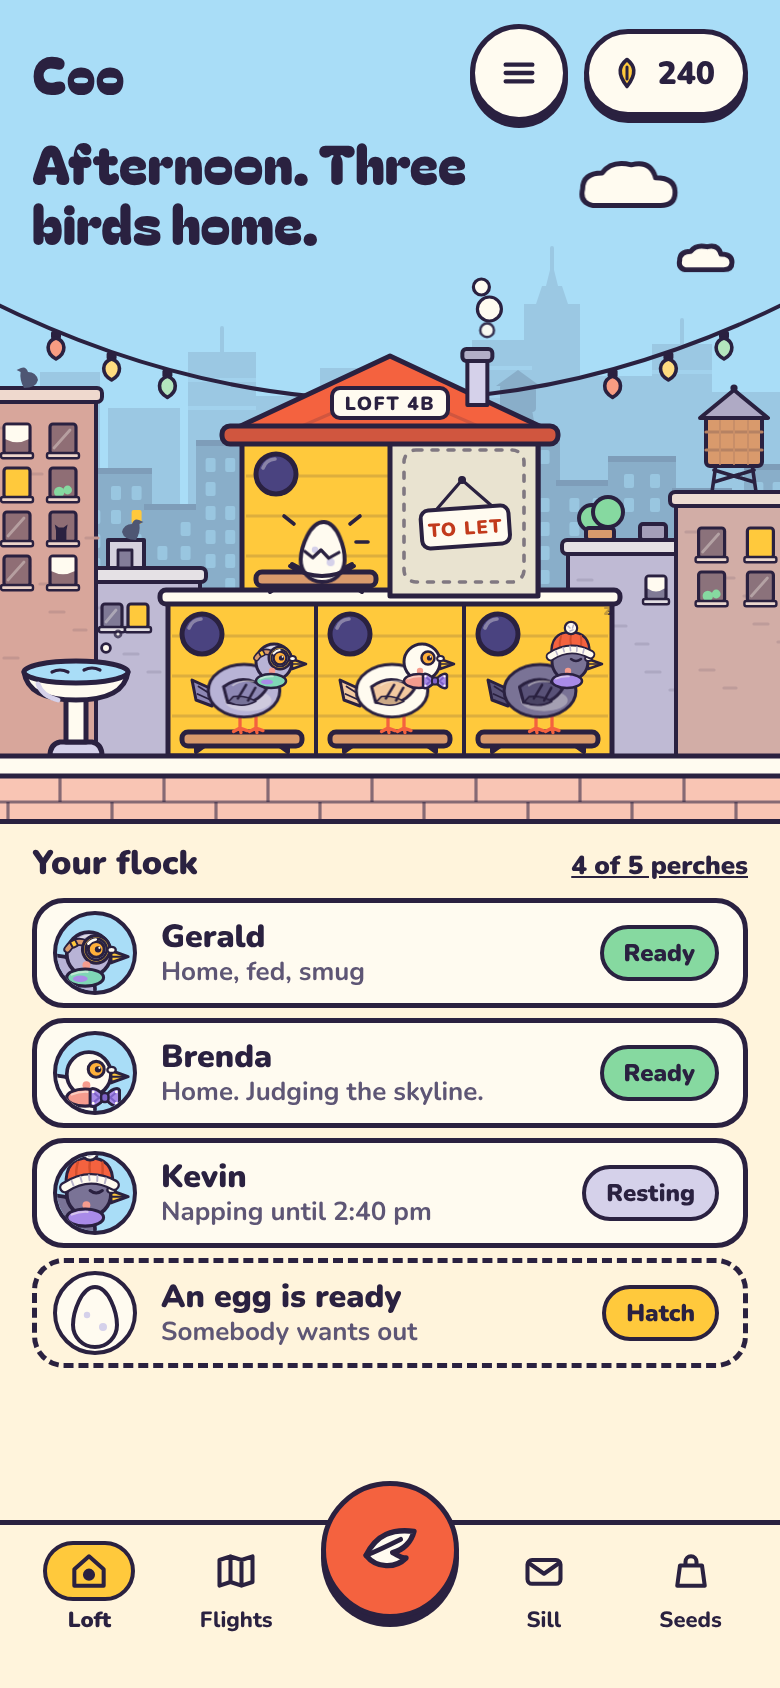 Coo
240
Afternoon. Three
birds home.
LOFT 4B
TO LET
Your flock
4 of 5 perches
Gerald
Home, fed, smug
Ready
Brenda
Home. Judging the skyline.
Ready
Kevin
Napping until 2:40 pm
Resting
An egg is ready
Somebody wants out
Hatch
Loft
Flights
Sill
Seeds